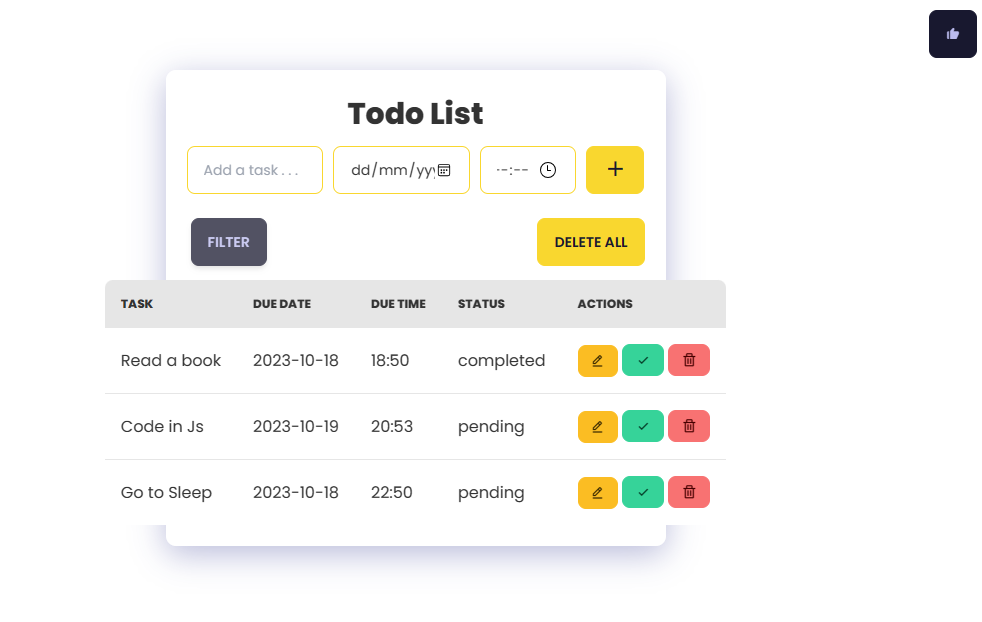 Todo List
Add a task . . . dd/mm/yy --:-- +
FILTER DELETE ALL
TASK DUE DATE DUE TIME STATUS ACTIONS
Read a book 2023-10-18 18:50 completed
Code in Js 2023-10-19 20:53 pending
Go to Sleep 2023-10-18 22:50 pending